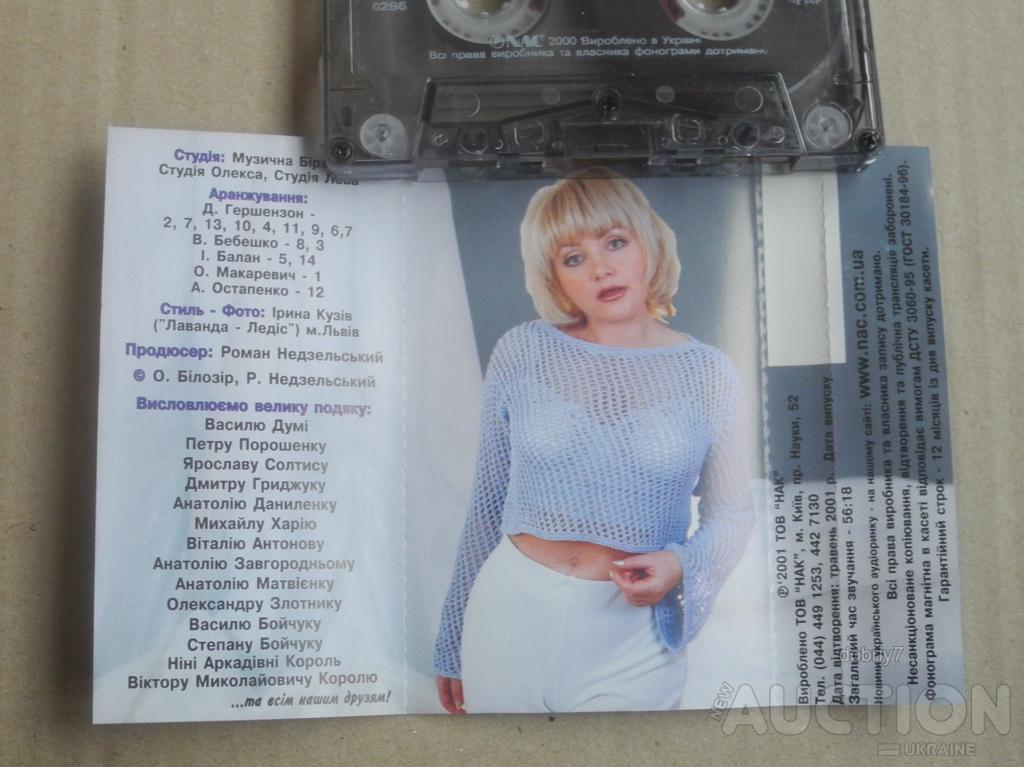 0286
℗ НАС 2000 Вироблено в Україні
Всі права виробника та власника фонограми дотримано.
Студія: Музична
Студія Олекса, Студія Лева
Аранжування:
Д. Гершензон -
2, 7, 13, 10, 4, 11, 9, 6,7
В. Бебешко - 8, 3
І. Балан - 5, 14
О. Макаревич - 1
А. Остапенко - 12
Стиль - Фото: Ірина Кузів
("Лаванда - Ледіс") м.Львів
Продюсер: Роман Недзельський
© О. Білозір, Р. Недзельський
Висловлюємо велику подяку:
Василю Думі
Петру Порошенку
Ярославу Солтису
Дмитру Гриджуку
Анатолію Даниленку
Михайлу Харію
Віталію Антонову
Анатолію Завгородньому
Анатолію Матвієнку
Олександру Злотнику
Василю Бойчуку
Степану Бойчуку
Ніні Аркадівні Король
Віктору Миколайовичу Королю
...та всім нашим друзям!
℗'2001 ТОВ "НАК"
Вироблено ТОВ "НАК", м. Київ, пр. Науки, 52
Тел. (044) 449 1253, 442 7130
Дата відтворення: травень 2001 р. Дата випуску
Загальний час звучання - 56:18
Новини українського аудіоринку - на нашому сайті: www.nac.com.ua
Всі права виробника та власника запису дотримано.
Несанкціоноване копіювання, відтворення та публічна трансляція заборонені.
Фонограма магнітна в касеті відповідає вимогам ДСТУ 3060-95 (ГОСТ 30184-96).
Гарантійний строк - 12 місяців із дня випуску касети.
dobriy7
NEW
AUCTION
UKRAINE